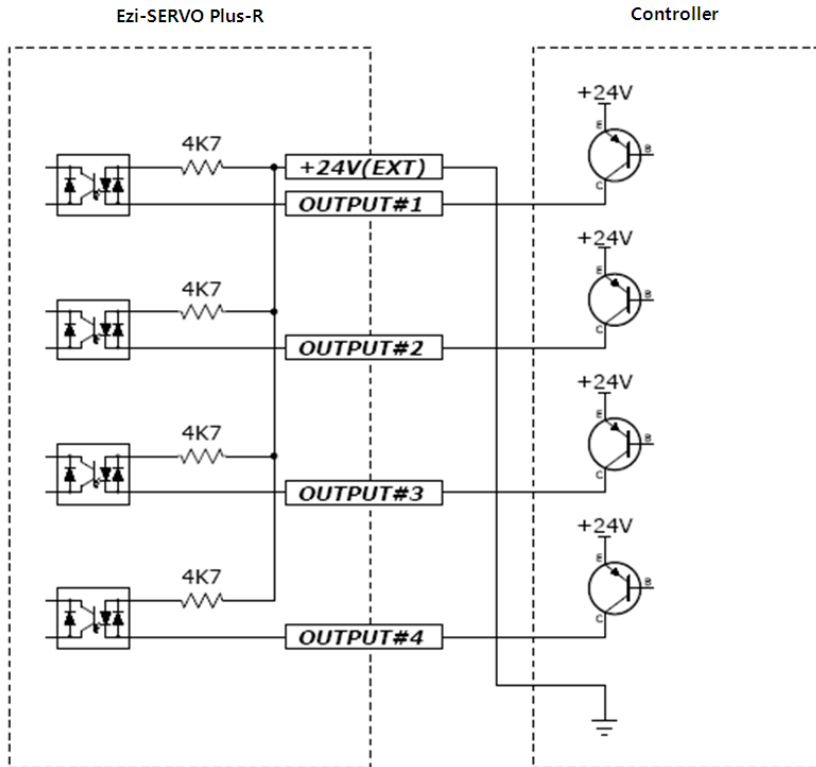 Ezi-SERVO Plus-R
Controller
+24V
E
B
C
4K7
+24V(EXT)
OUTPUT#1
+24V
E
B
C
4K7
OUTPUT#2
+24V
E
B
C
4K7
OUTPUT#3
+24V
E
B
C
4K7
OUTPUT#4